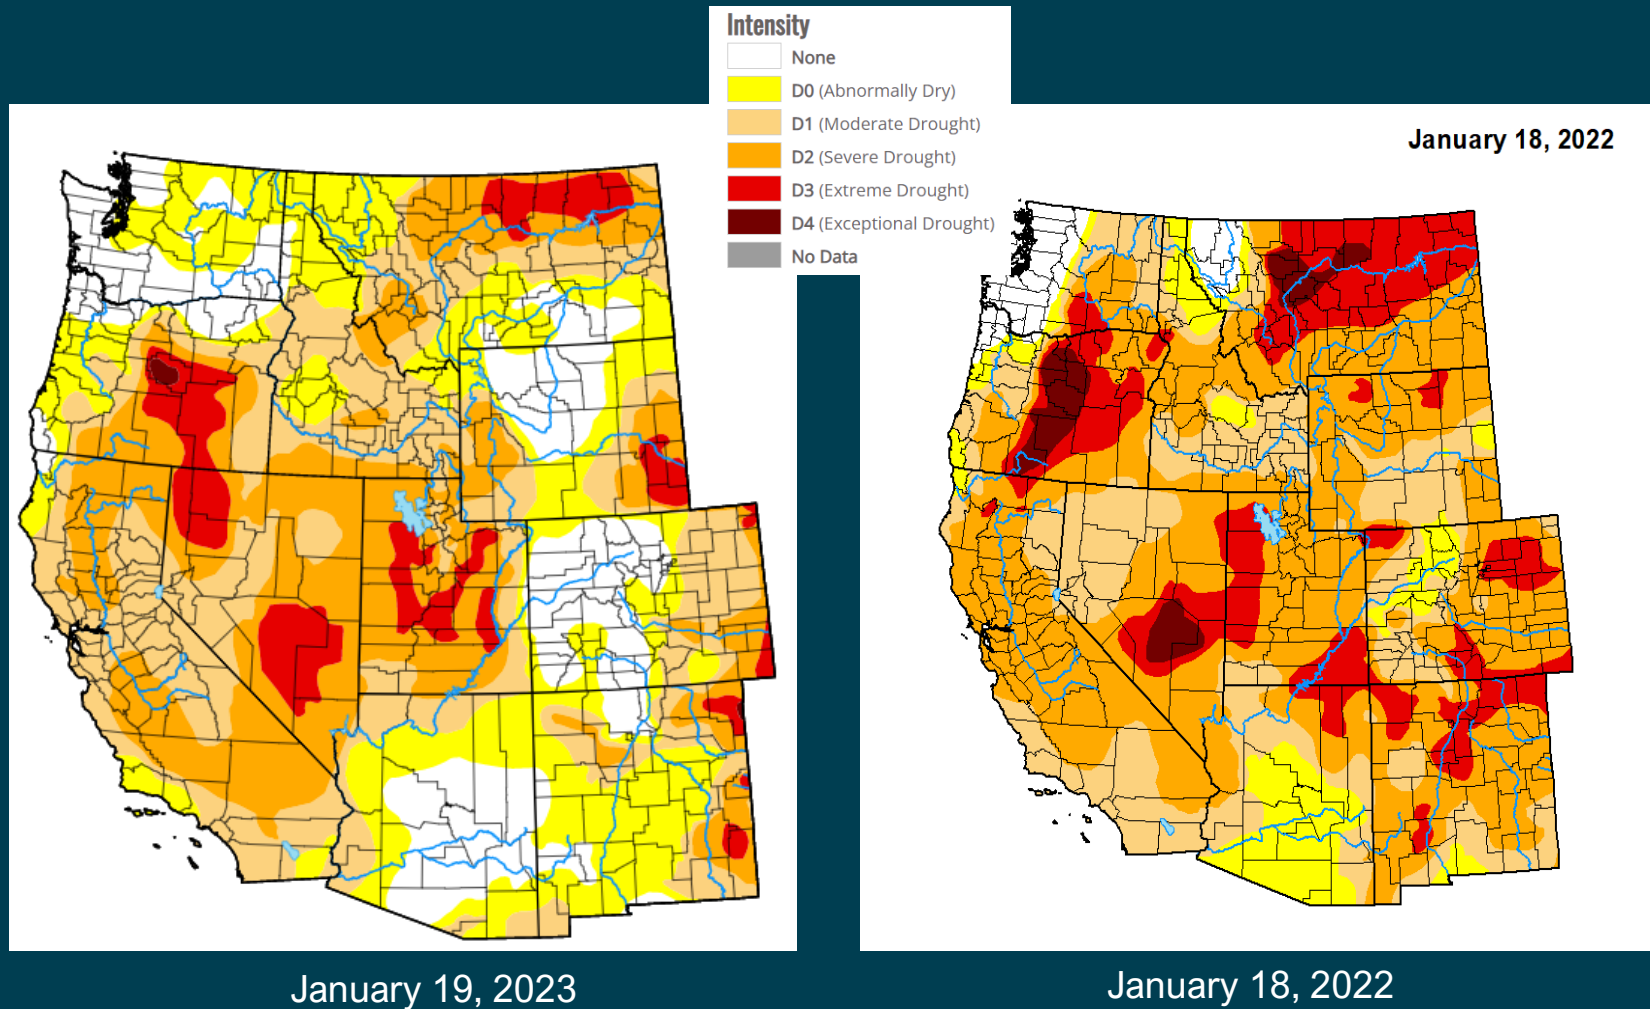 Intensity
None
D0 (Abnormally Dry)
D1 (Moderate Drought)
D2 (Severe Drought)
D3 (Extreme Drought)
D4 (Exceptional Drought)
No Data
January 18, 2022
January 19, 2023
January 18, 2022